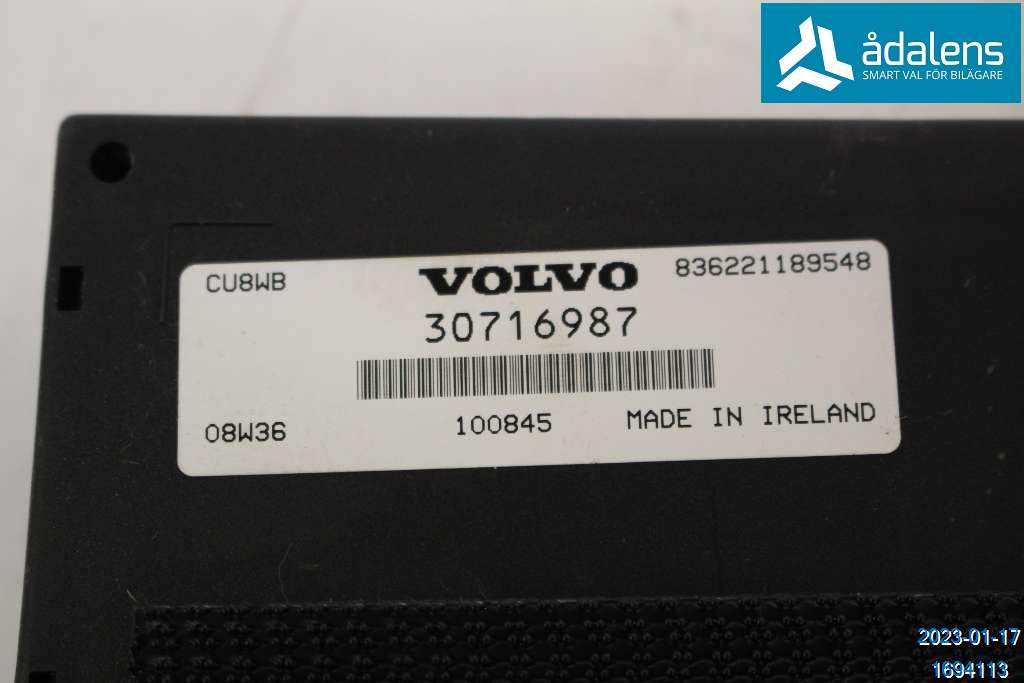 ådalens
SMART VAL FÖR BILÄGARE
CU8WB
VOLVO
836221189548
30716987
08W36
100845
MADE IN IRELAND
2023-01-17
1694113